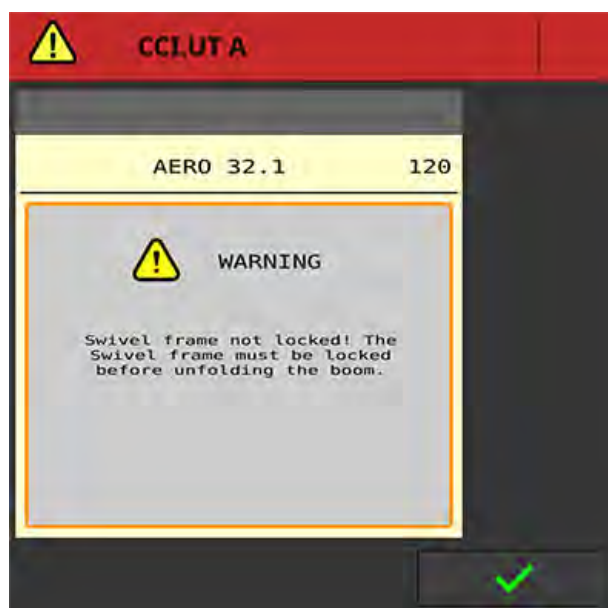 CCI.UT A
AERO 32.1 120
WARNING
Swivel frame not locked! The
Swivel frame must be locked
before unfolding the boom.